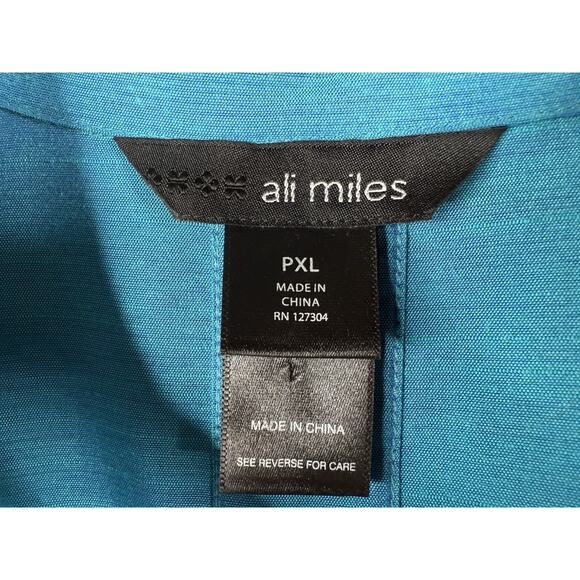 ali miles
PXL
MADE IN
CHINA
RN 127304
MADE IN CHINA
SEE REVERSE FOR CARE